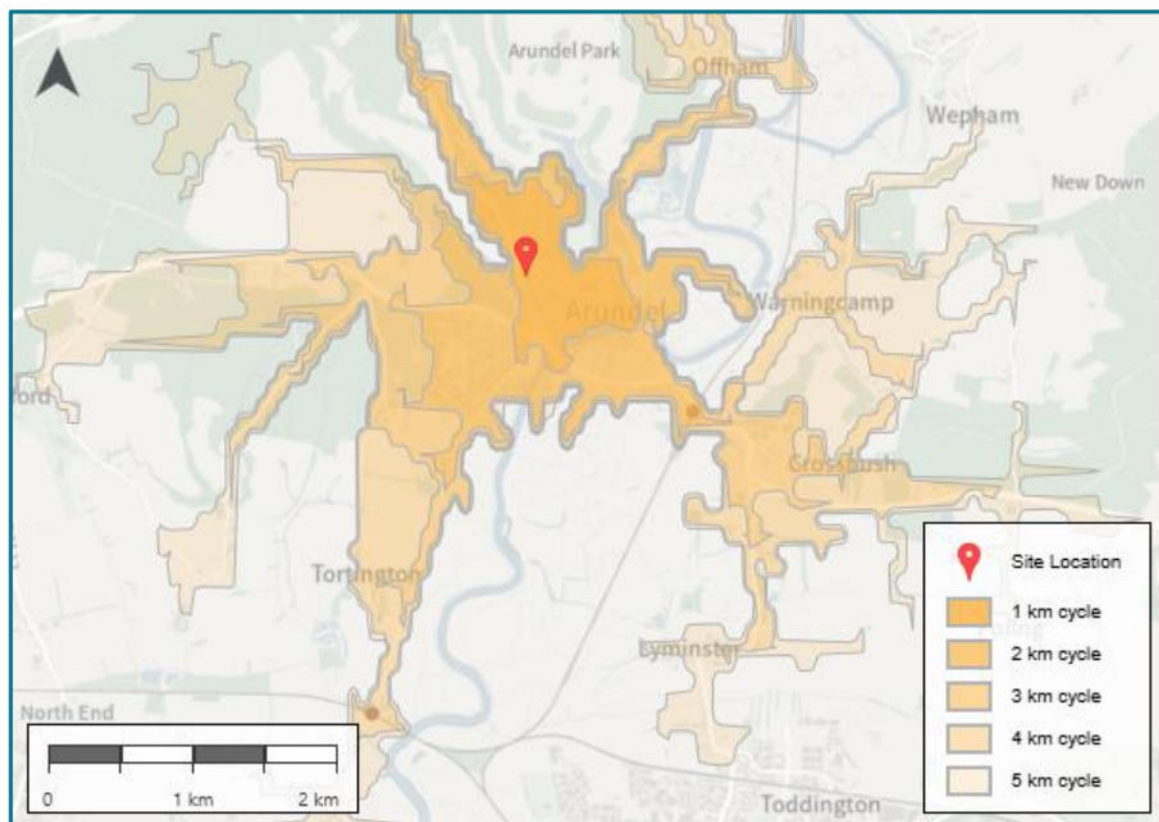 Arundel Park
Offham
Wepham
New Down
Arundel
Warningcamp
ford
Crossbush
Tortington
Lyminster
North End
Toddington
Site Location
1 km cycle
2 km cycle
3 km cycle
4 km cycle
5 km cycle
Poling
0 1 km 2 km